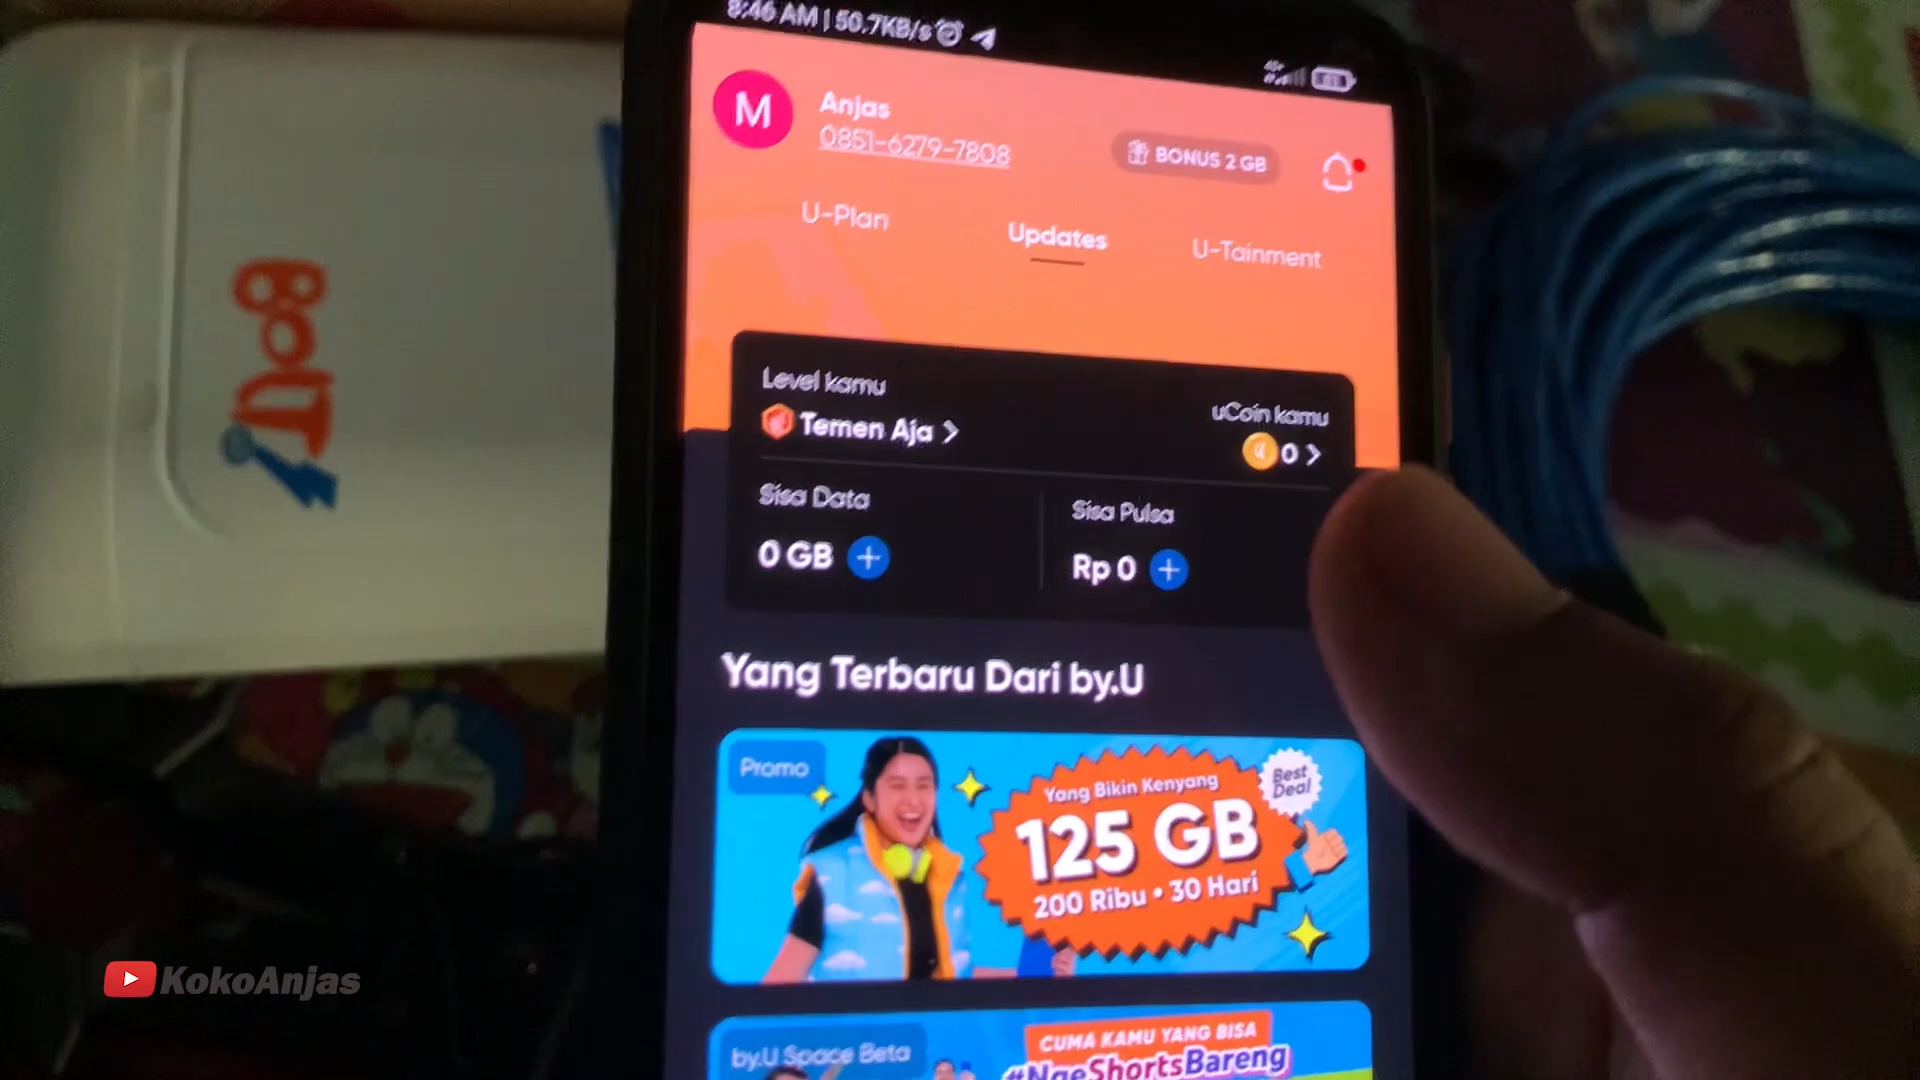 8:46 AM | 50.7KB/s
M
Anjas
0851-6279-7808
BONUS 2 GB
U-Plan
Updates
U-Tainment
Level kamu
Temen Aja >
uCoin kamu
0 >
Sisa Data
0 GB +
Sisa Pulsa
Rp 0 +
Yang Terbaru Dari by.U
Promo
Yang Bikin Kenyang
125 GB
200 Ribu • 30 Hari
Best
Deal
by.U Space Beta
CUMA KAMU YANG BISA
#NgeShortsBareng
BOLT
KokoAnjas